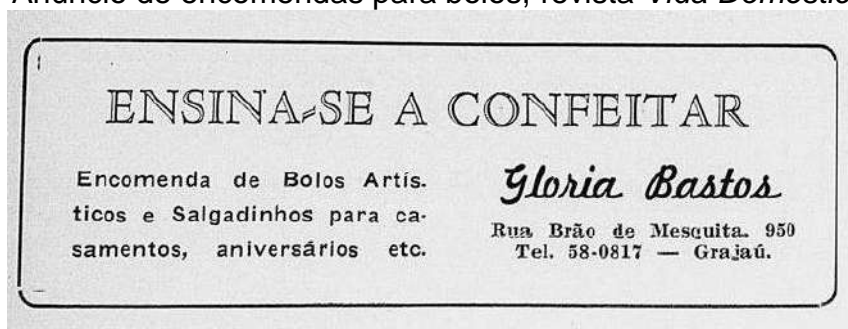 Anúncio de encomendas para bolos, revista Vida Doméstic
ENSINA-SE A CONFEITAR
Encomenda de Bolos Artís-
ticos e Salgadinhos para ca-
samentos, aniversários etc.
Gloria Bastos
Rua Brão de Mesquita. 950
Tel. 58-0817 — Grajaú.